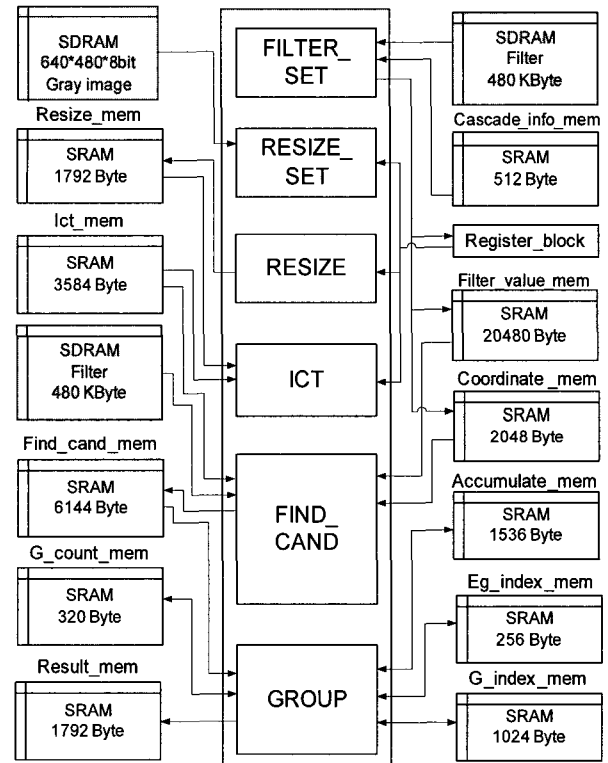 SDRAM
640*480*8bit
Gray image
Resize_mem
SRAM
1792 Byte
Ict_mem
SRAM
3584 Byte
SDRAM
Filter
480 KByte
Find_cand_mem
SRAM
6144 Byte
G_count_mem
SRAM
320 Byte
Result_mem
SRAM
1792 Byte
FILTER_
SET
RESIZE_
SET
RESIZE
ICT
FIND_
CAND
GROUP
SDRAM
Filter
480 KByte
Cascade_info_mem
SRAM
512 Byte
Register_block
Filter_value_mem
SRAM
20480 Byte
Coordinate_mem
SRAM
2048 Byte
Accumulate_mem
SRAM
1536 Byte
Eg_index_mem
SRAM
256 Byte
G_index_mem
SRAM
1024 Byte